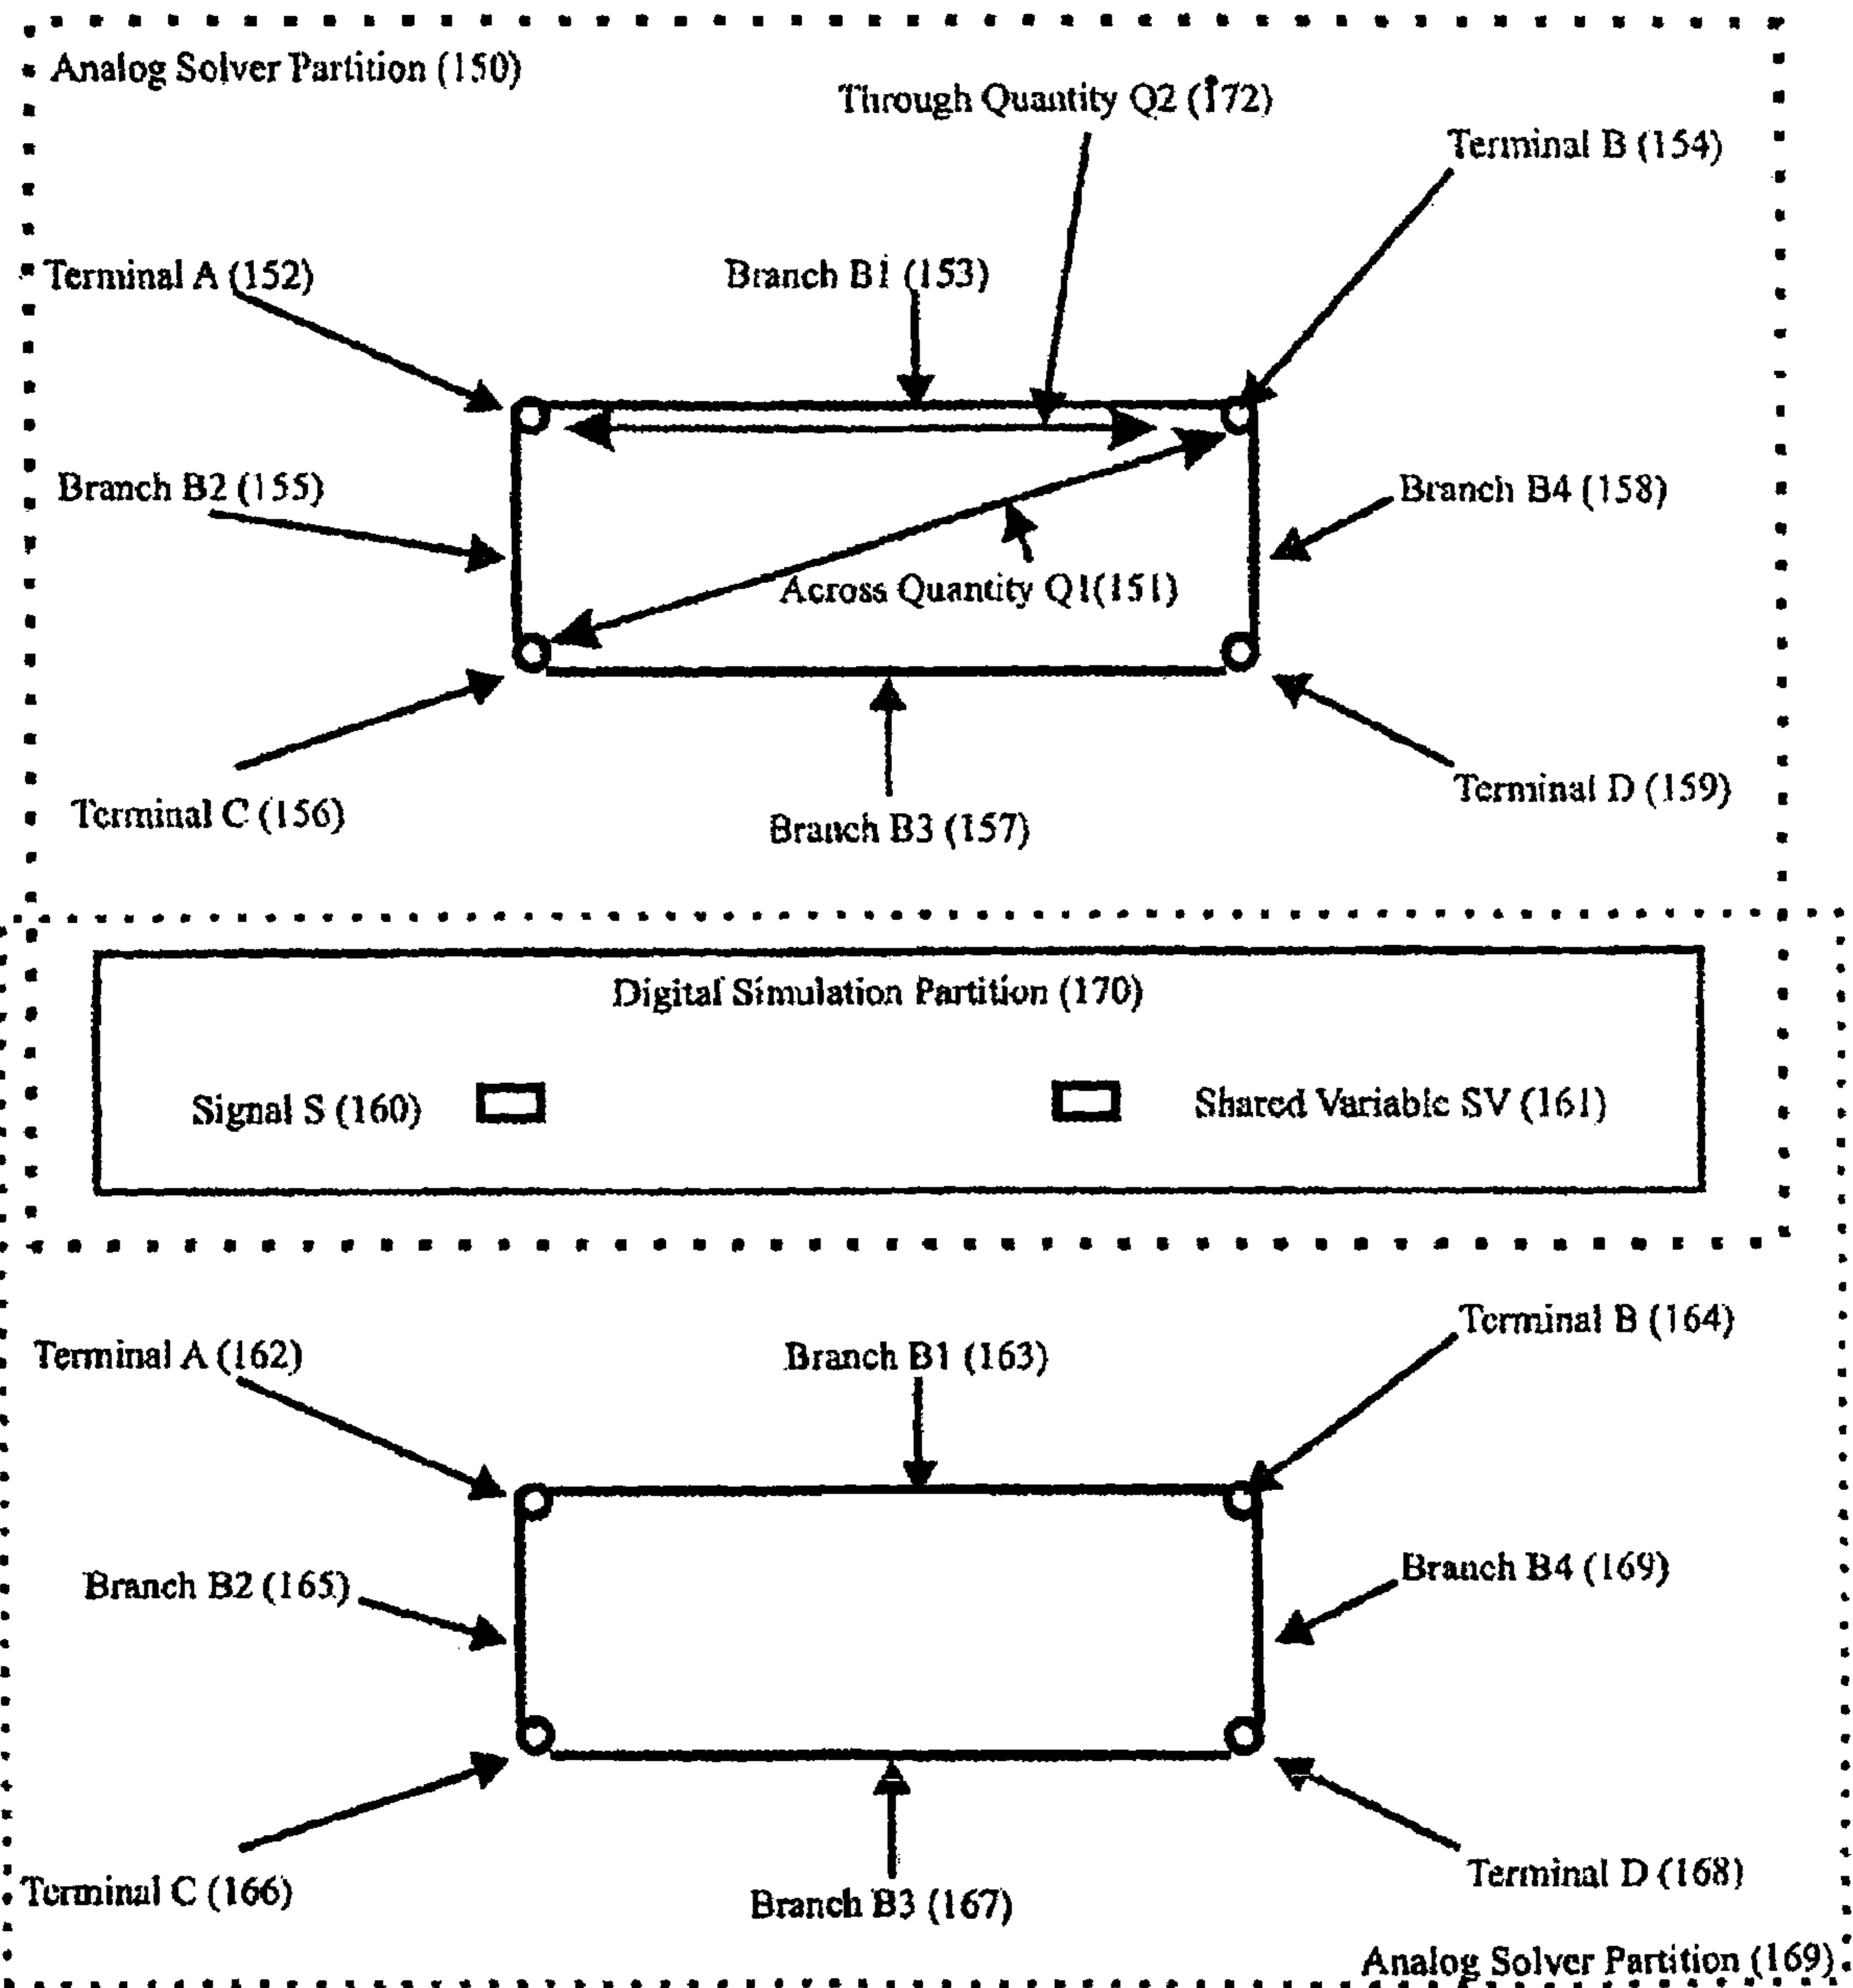 Analog Solver Partition (150)
Through Quantity Q2 (172)
Terminal B (154)
Terminal A (152)
Branch B1 (153)
Branch B2 (155)
Branch B4 (158)
Across Quantity Q1(151)
Terminal C (156)
Terminal D (159)
Branch B3 (157)
Digital Simulation Partition (170)
Signal S (160)
Shared Variable SV (161)
Terminal B (164)
Terminal A (162)
Branch B1 (163)
Branch B2 (165)
Branch B4 (169)
Terminal C (166)
Terminal D (168)
Branch B3 (167)
Analog Solver Partition (169)